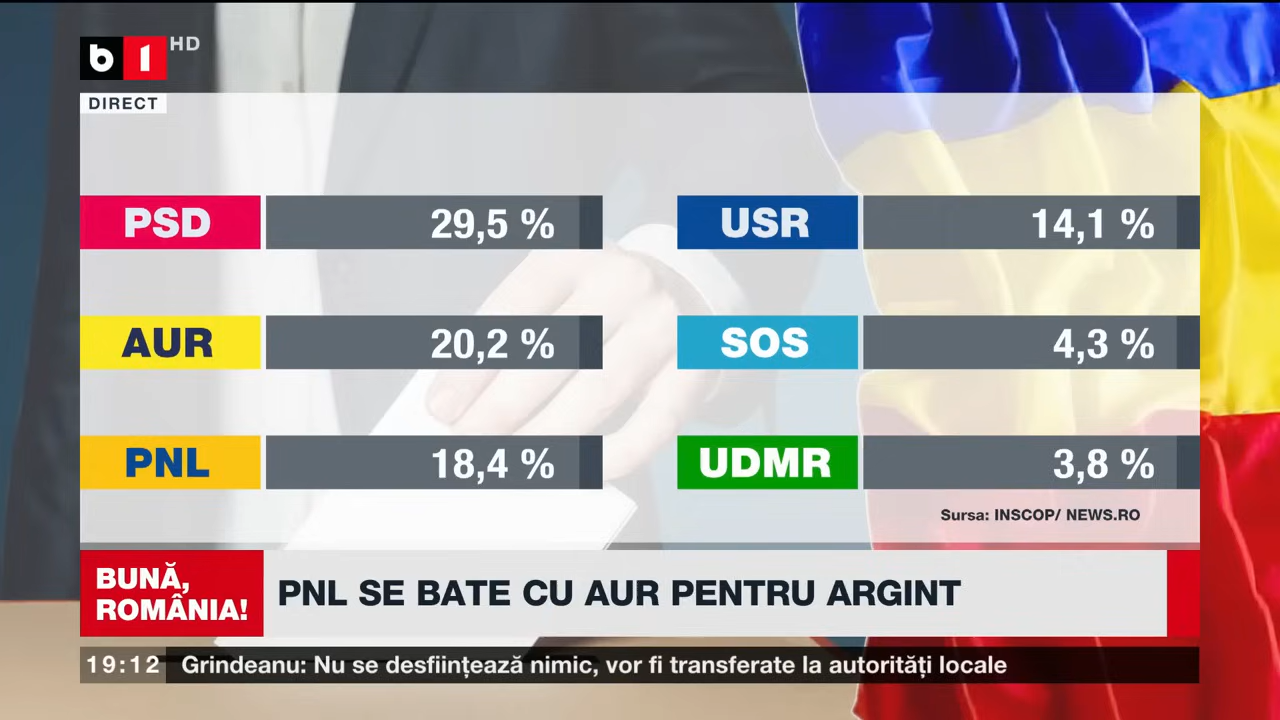 b1 HD
DIRECT
PSD 29,5 %
AUR 20,2 %
PNL 18,4 %
USR 14,1 %
SOS 4,3 %
UDMR 3,8 %
Sursa: INSCOP/ NEWS.RO
BUNĂ,
ROMÂNIA!
PNL SE BATE CU AUR PENTRU ARGINT
19:12 Grindeanu: Nu se desființează nimic, vor fi transferate la autorități locale